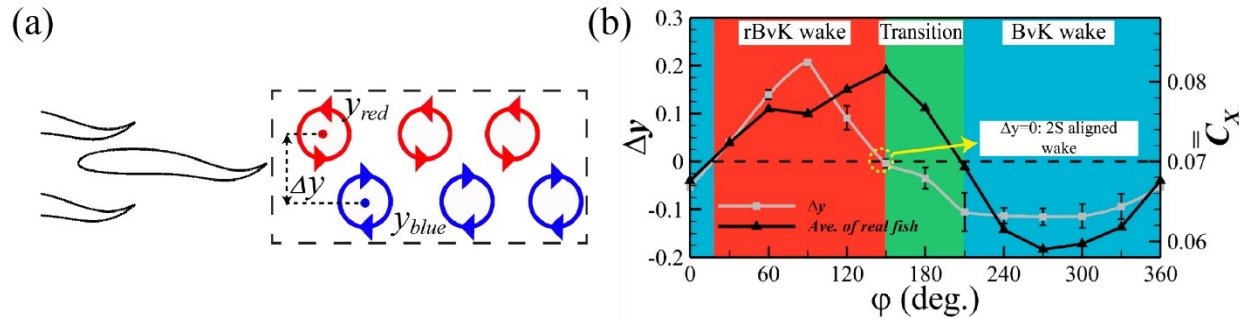 (a)
y_red
Δy
y_blue
(b)
rBvK wake
Transition
BvK wake
0.3
0.2
0.1
0
-0.1
-0.2
Δy
Δy=0: 2S aligned
wake
Δy
Ave. of real fish
0.08
0.07
0.06
C̿_X
0
60
120
180
240
300
360
φ (deg.)